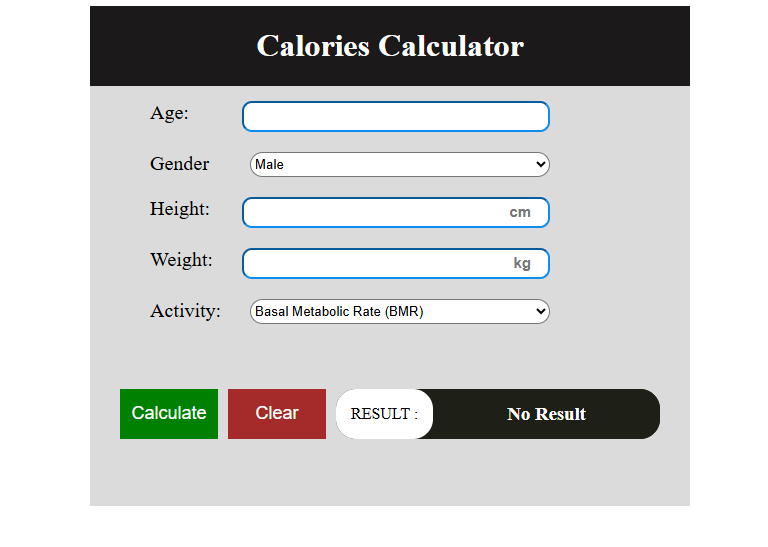 Calories Calculator
Age:
Gender Male
Height: cm
Weight: kg
Activity: Basal Metabolic Rate (BMR)
Calculate Clear RESULT : No Result